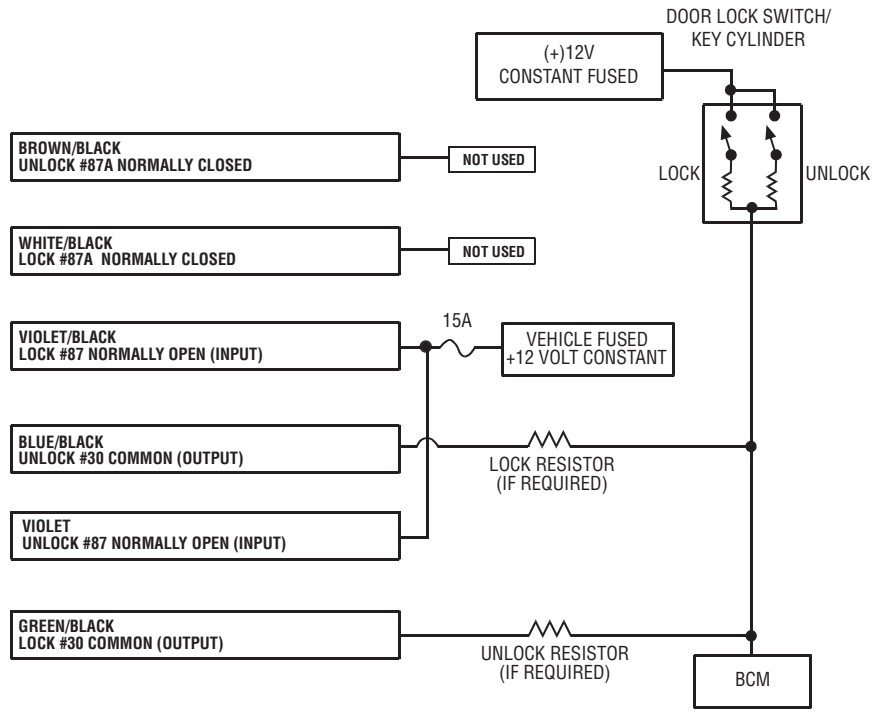 DOOR LOCK SWITCH/
KEY CYLINDER
(+)12V
CONSTANT FUSED
BROWN/BLACK
UNLOCK #87A NORMALLY CLOSED
NOT USED
LOCK
UNLOCK
WHITE/BLACK
LOCK #87A NORMALLY CLOSED
NOT USED
15A
VIOLET/BLACK
LOCK #87 NORMALLY OPEN (INPUT)
VEHICLE FUSED
+12 VOLT CONSTANT
BLUE/BLACK
UNLOCK #30 COMMON (OUTPUT)
LOCK RESISTOR
(IF REQUIRED)
VIOLET
UNLOCK #87 NORMALLY OPEN (INPUT)
GREEN/BLACK
LOCK #30 COMMON (OUTPUT)
UNLOCK RESISTOR
(IF REQUIRED)
BCM